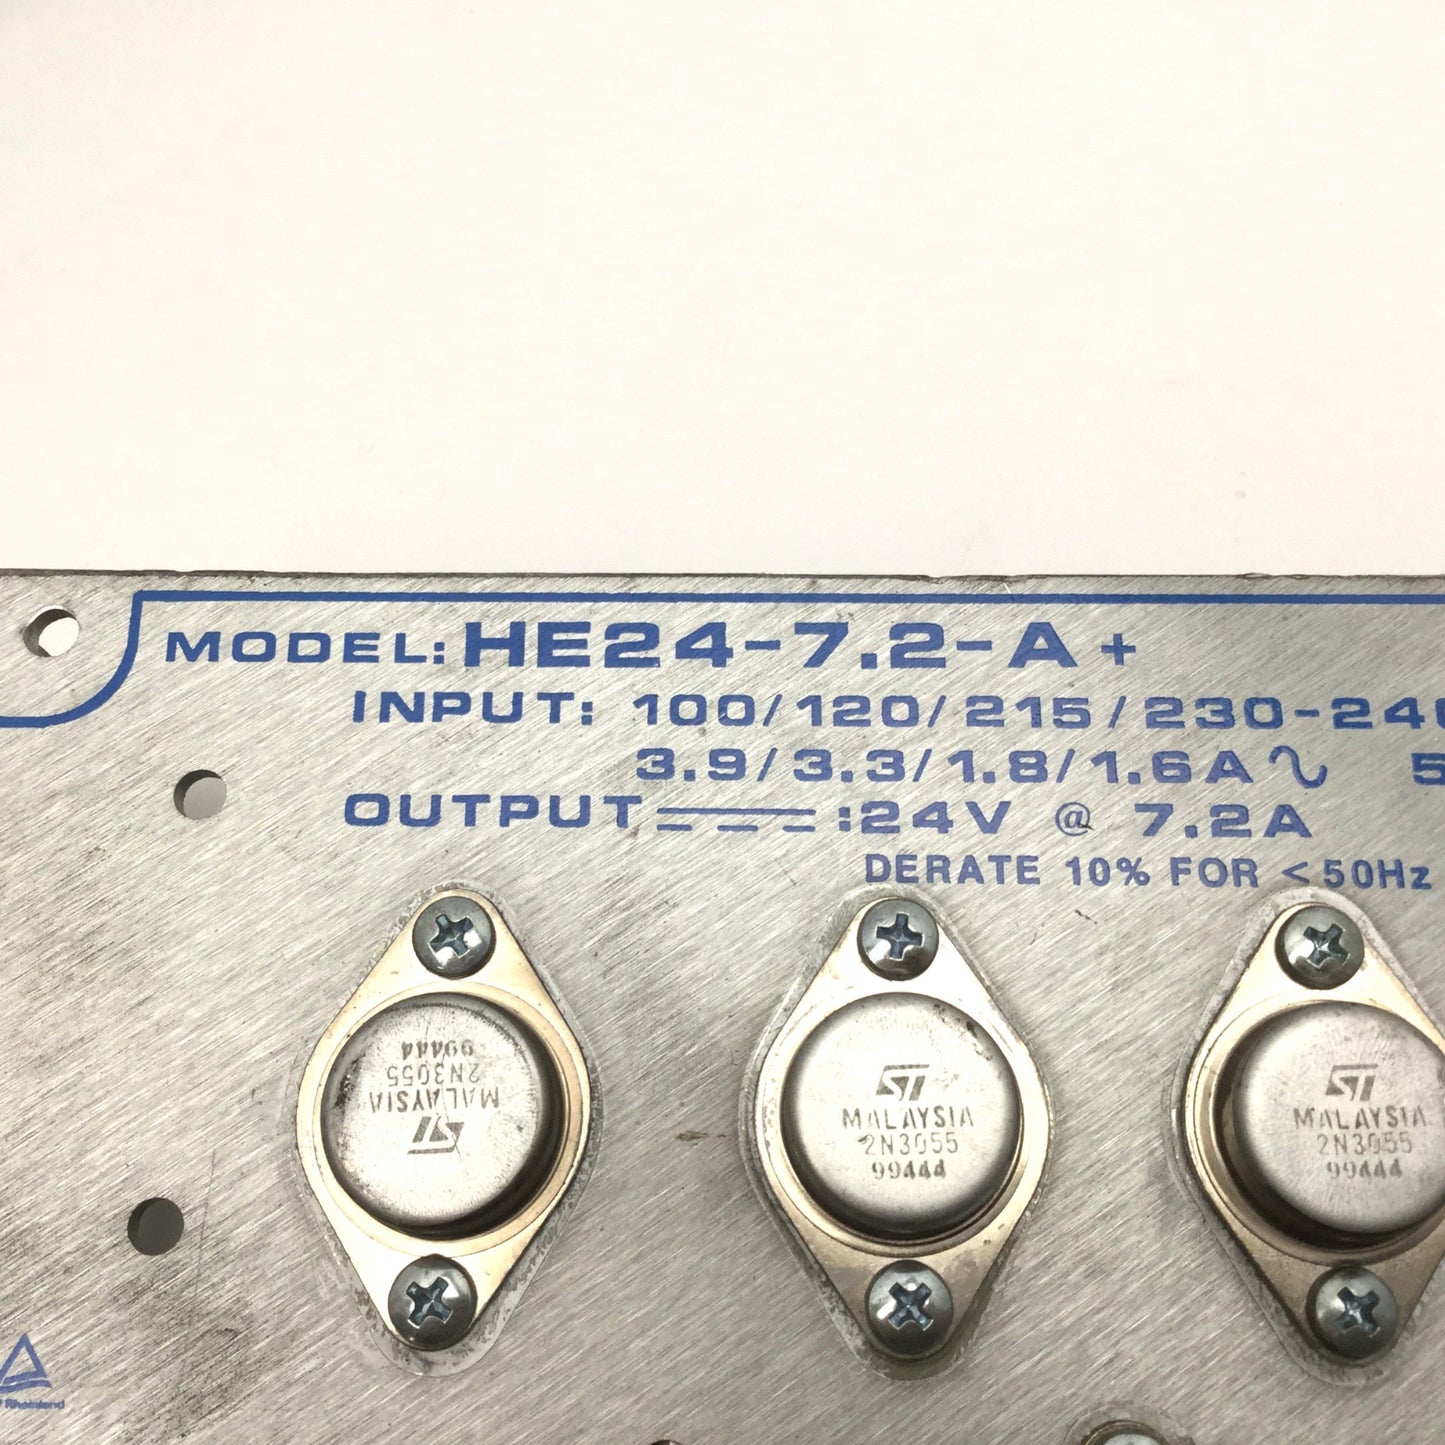 MODEL: HE24-7.2-A+
INPUT: 100/120/215/230-240
3.9/3.3/1.8/1.6A∿ 5
OUTPUT⎓:24V @ 7.2A
DERATE 10% FOR <50Hz
ST
MALAYSIA
2N3055
99444
ST
MALAYSIA
2N3055
99444
ST
MALAYSIA
2N3055
99444
Rheinland